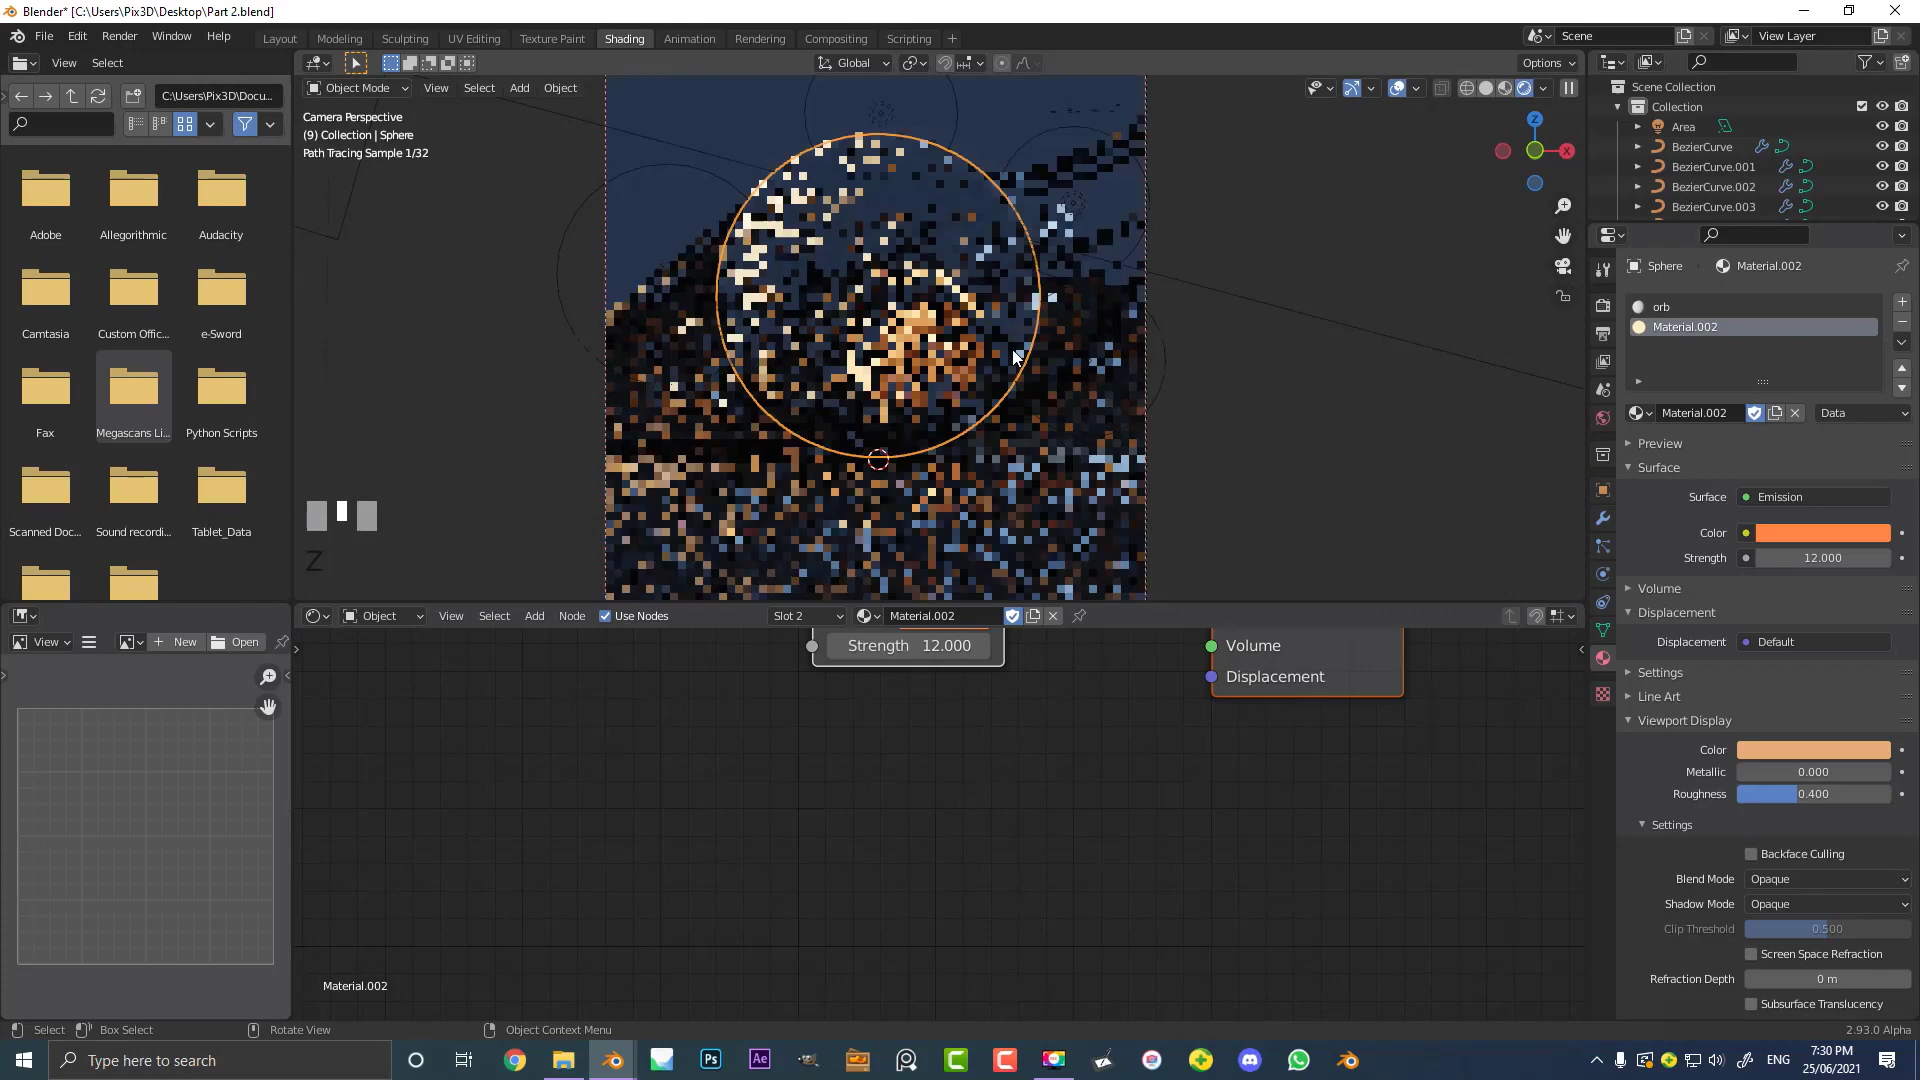 Blender* [C:\Users\Pix3D\Desktop\Part 2.blend]
File Edit Render Window Help
Layout Modeling Sculpting UV Editing Texture Paint Shading Animation Rendering Compositing Scripting
Scene
View Layer
View Select
Global
Options
C:\Users\Pix3D\Docu...
Object Mode View Select Add Object
Camera Perspective
(9) Collection | Sphere
Path Tracing Sample 1/32
Z
X
Z
Adobe
Allegorithmic
Audacity
Camtasia
Custom Offic...
e-Sword
Fax
Megascans Li...
Python Scripts
Scanned Doc...
Sound recordi...
Tablet_Data
Scene Collection
Collection
Area
BezierCurve
BezierCurve.001
BezierCurve.002
BezierCurve.003
Sphere
Material.002
orb
Material.002
Material.002
Data
Preview
Surface
Surface Emission
Color
Strength 12.000
Volume
Displacement
Displacement Default
Settings
Line Art
Viewport Display
Color
Metallic 0.000
Roughness 0.400
Settings
Backface Culling
Blend Mode Opaque
Shadow Mode Opaque
Clip Threshold 0.500
Screen Space Refraction
Refraction Depth 0 m
Subsurface Translucency
View
New
Open
Object View Select Add Node Use Nodes Slot 2 Material.002
Strength 12.000
Volume
Displacement
Material.002
Select Box Select Rotate View Object Context Menu
2.93.0 Alpha
Type here to search
Ps
Ae
ENG
7:30 PM
25/06/2021